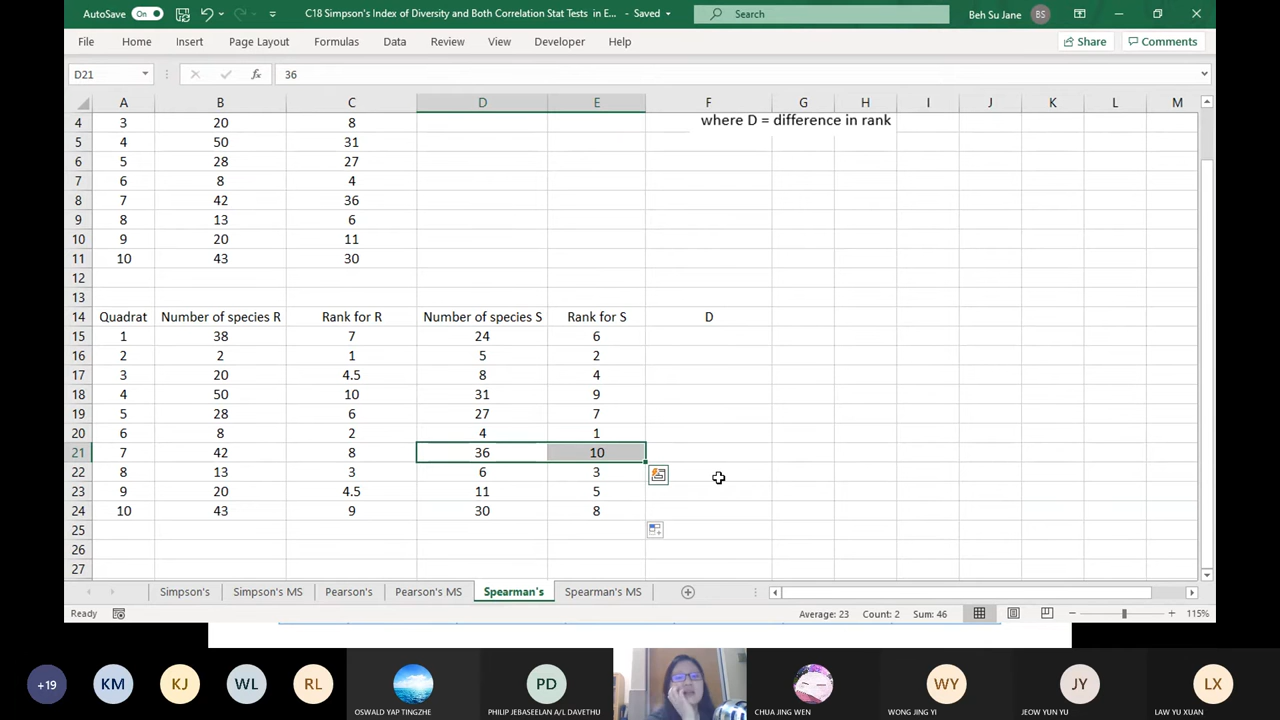 AutoSave On C18 Simpson's Index of Diversity and Both Correlation Stat Tests in E... - Saved Search Beh Su Jane BS
File Home Insert Page Layout Formulas Data Review View Developer Help Share Comments
D21 fx 36
A B C D E F G H I J K L M
4 3 20 8 where D = difference in rank
5 4 50 31
6 5 28 27
7 6 8 4
8 7 42 36
9 8 13 6
10 9 20 11
11 10 43 30
12
13
14 Quadrat Number of species R Rank for R Number of species S Rank for S D
15 1 38 7 24 6
16 2 2 1 5 2
17 3 20 4.5 8 4
18 4 50 10 31 9
19 5 28 6 27 7
20 6 8 2 4 1
21 7 42 8 36 10
22 8 13 3 6 3
23 9 20 4.5 11 5
24 10 43 9 30 8
25
26
27
Simpson's Simpson's MS Pearson's Pearson's MS Spearman's Spearman's MS
Ready Average: 23 Count: 2 Sum: 46 115%
+19 KM KJ WL RL PD WY JY LX
OSWALD YAP TINGZHE PHILIP JEBASEELAN A/L DAVETHU CHUA JING WEN WONG JING YI JEOW YUN YU LAW YU XUAN